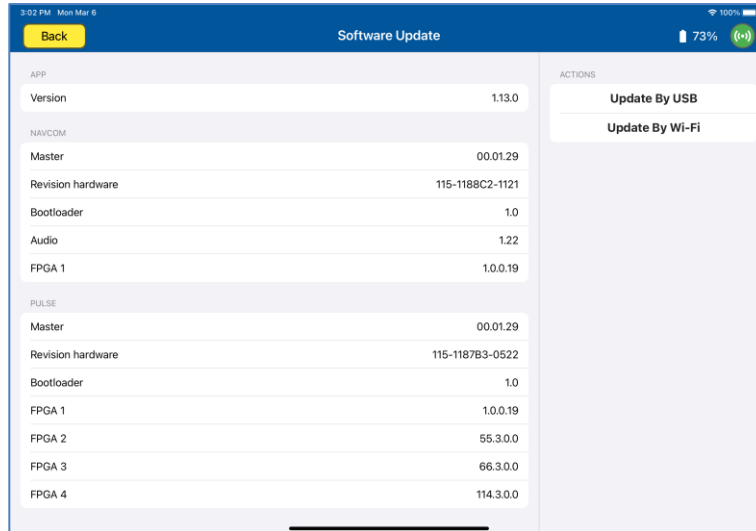 3:02 PM Mon Mar 6 100%
Back Software Update 73%
APP
Version 1.13.0
NAVCOM
Master 00.01.29
Revision hardware 115-1188C2-1121
Bootloader 1.0
Audio 1.22
FPGA 1 1.0.0.19
PULSE
Master 00.01.29
Revision hardware 115-1187B3-0522
Bootloader 1.0
FPGA 1 1.0.0.19
FPGA 2 55.3.0.0
FPGA 3 66.3.0.0
FPGA 4 114.3.0.0
ACTIONS
Update By USB
Update By Wi-Fi